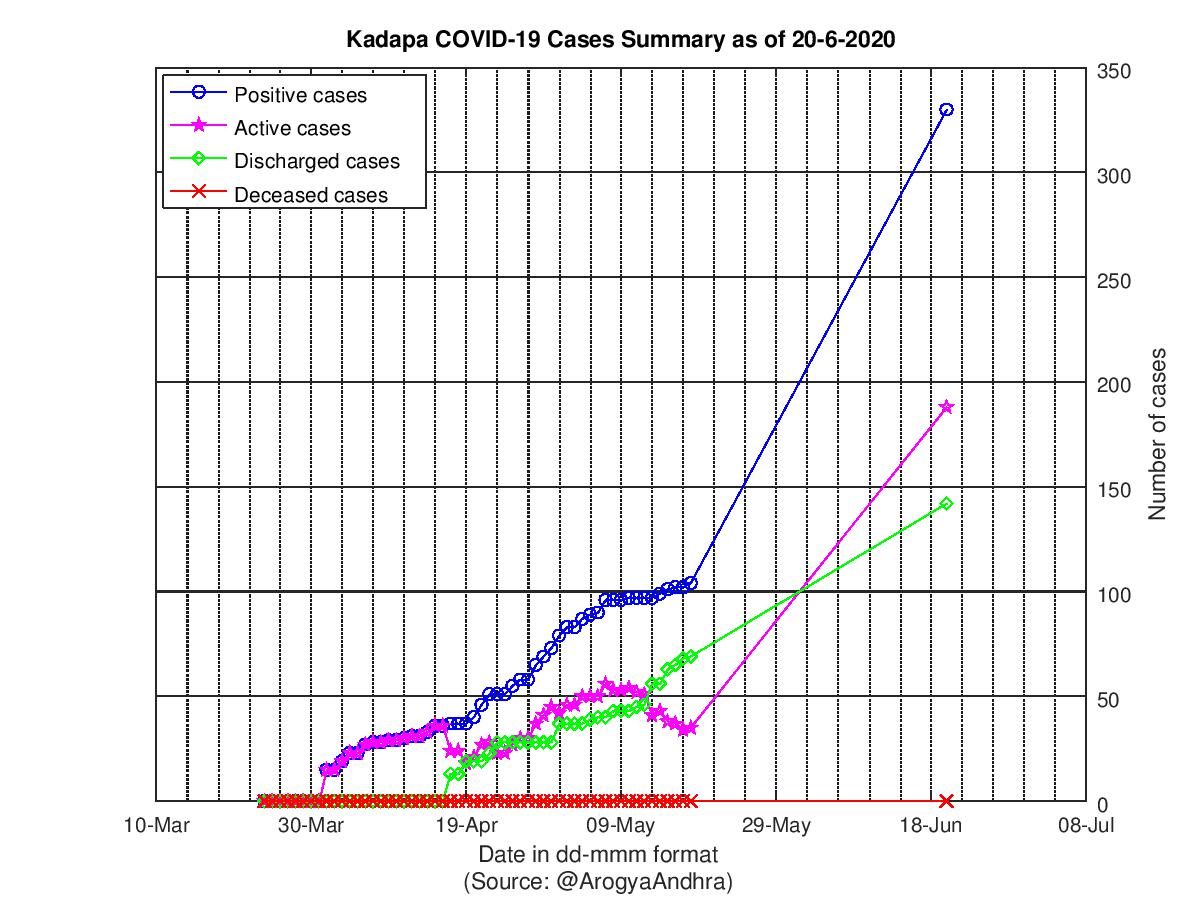 Kadapa COVID-19 Cases Summary as of 20-6-2020
Positive cases
Active cases
Discharged cases
Deceased cases
350
300
250
200
150
100
50
0
Number of cases
10-Mar 30-Mar 19-Apr 09-May 29-May 18-Jun 08-Jul
Date in dd-mmm format
(Source: @ArogyaAndhra)